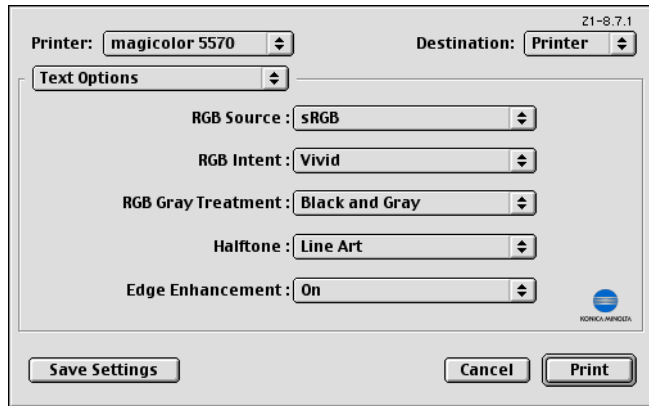 Z1-8.7.1
Printer: magicolor 5570 Destination: Printer
Text Options
RGB Source : sRGB
RGB Intent : Vivid
RGB Gray Treatment : Black and Gray
Halftone : Line Art
Edge Enhancement : On
KONICA MINOLTA
Save Settings Cancel Print